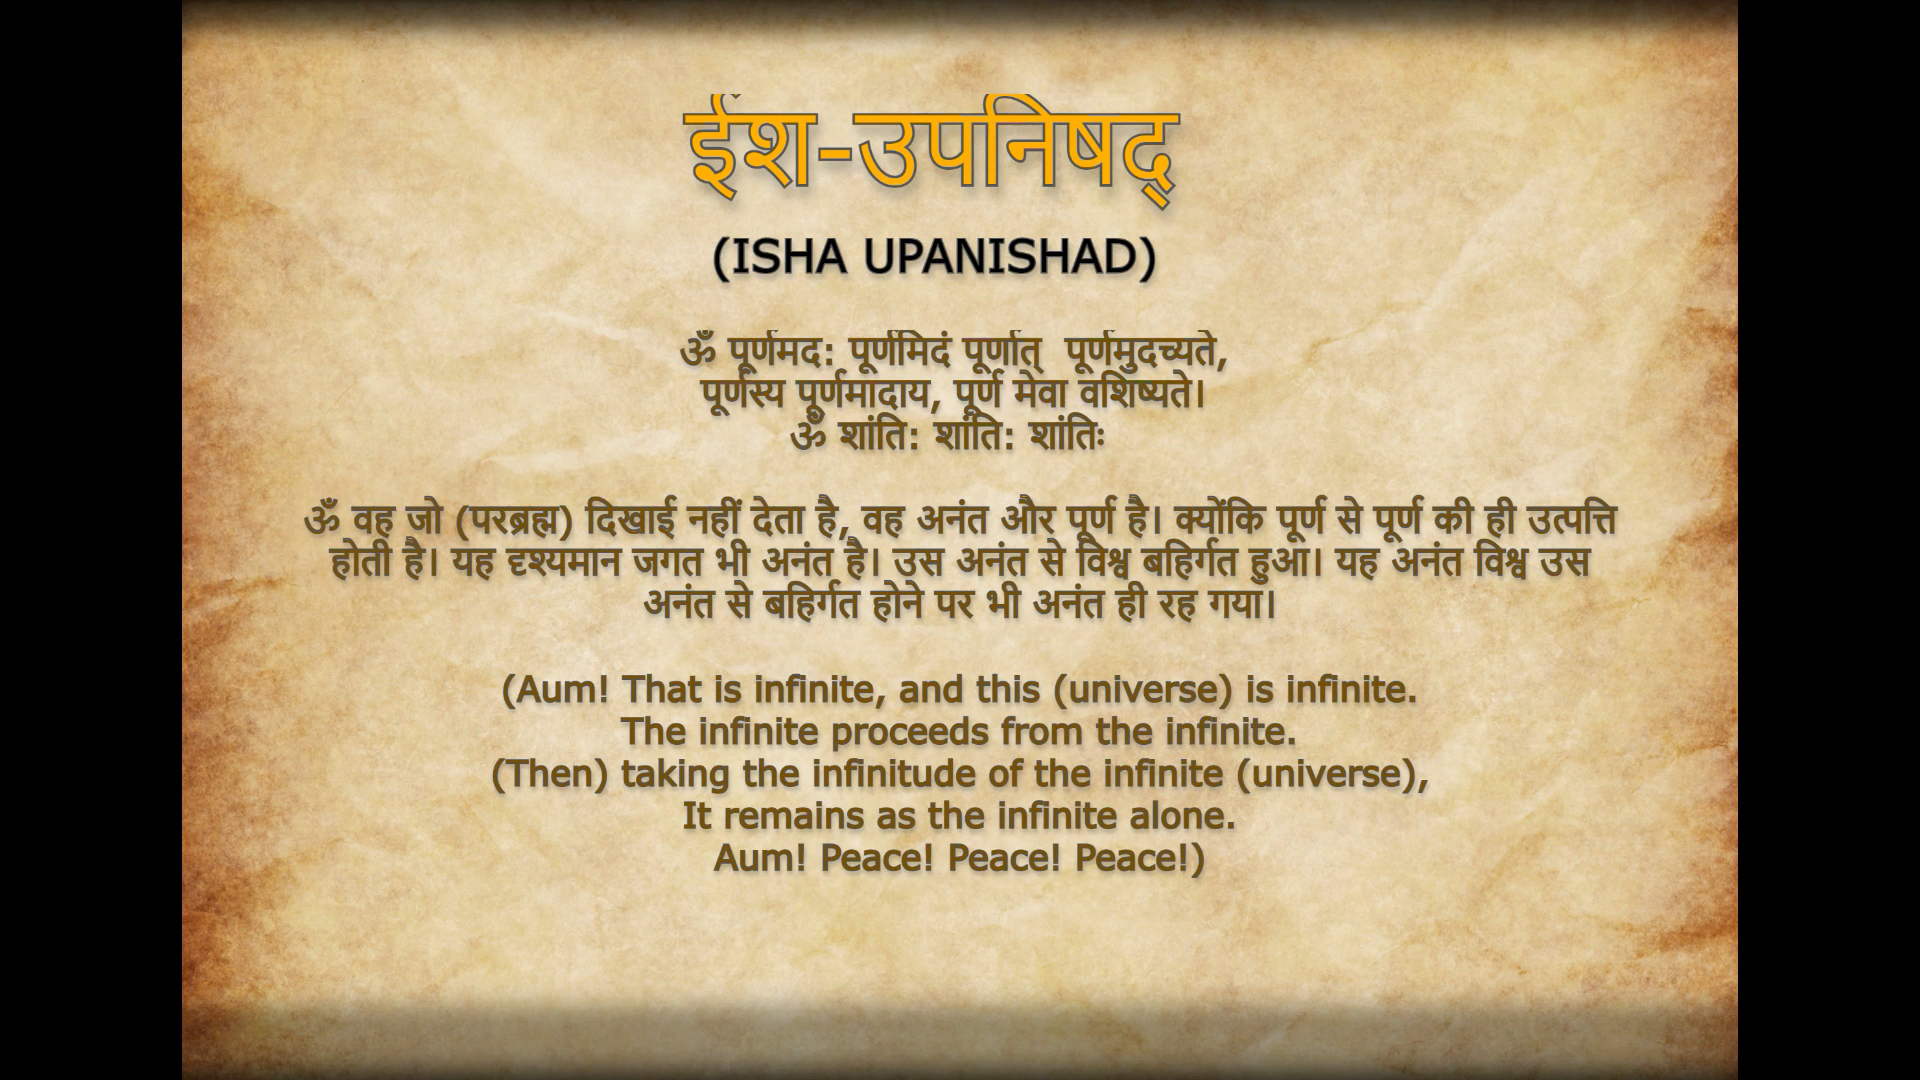 ईश-उपनिषद्
(ISHA UPANISHAD)
ॐ पूर्णमद: पूर्णमिदं पूर्णात् पूर्णमुदच्यते,
पूर्णस्य पूर्णमादाय, पूर्ण मेवा वशिष्यते।
ॐ शांति: शांति: शांतिः
ॐ वह जो (परब्रह्म) दिखाई नहीं देता है, वह अनंत और पूर्ण है। क्योंकि पूर्ण से पूर्ण की ही उत्पत्ति
होती है। यह दृश्यमान जगत भी अनंत है। उस अनंत से विश्व बहिर्गत हुआ। यह अनंत विश्व उस
अनंत से बहिर्गत होने पर भी अनंत ही रह गया।
(Aum! That is infinite, and this (universe) is infinite.
The infinite proceeds from the infinite.
(Then) taking the infinitude of the infinite (universe),
It remains as the infinite alone.
Aum! Peace! Peace! Peace!)